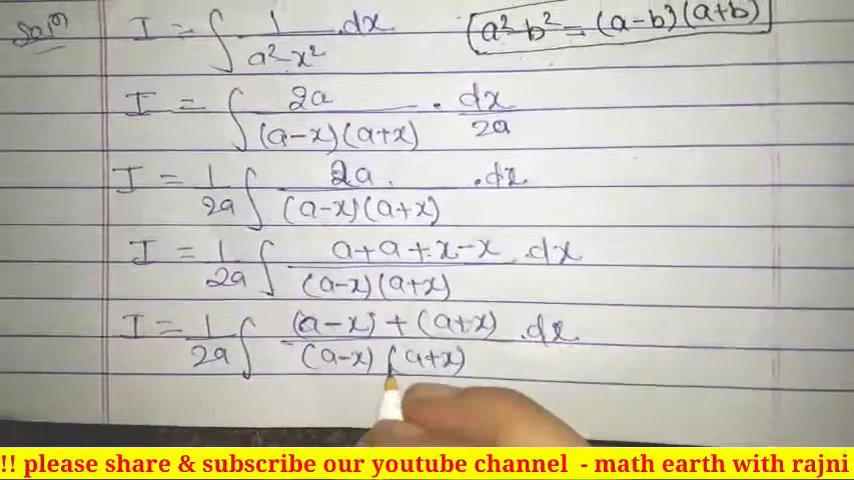 Solⁿ I = ∫ 1/(a²-x²) .dx (a²-b² = (a-b)(a+b))
I = ∫ 2a/((a-x)(a+x)) . dx/2a
I = 1/2a ∫ 2a/((a-x)(a+x)) .dx
I = 1/2a ∫ (a+a+x-x)/((a-x)(a+x)) .dx
I = 1/2a ∫ ((a-x)+(a+x))/((a-x)(a+x)) .dx
!! please share & subscribe our youtube channel - math earth with rajni